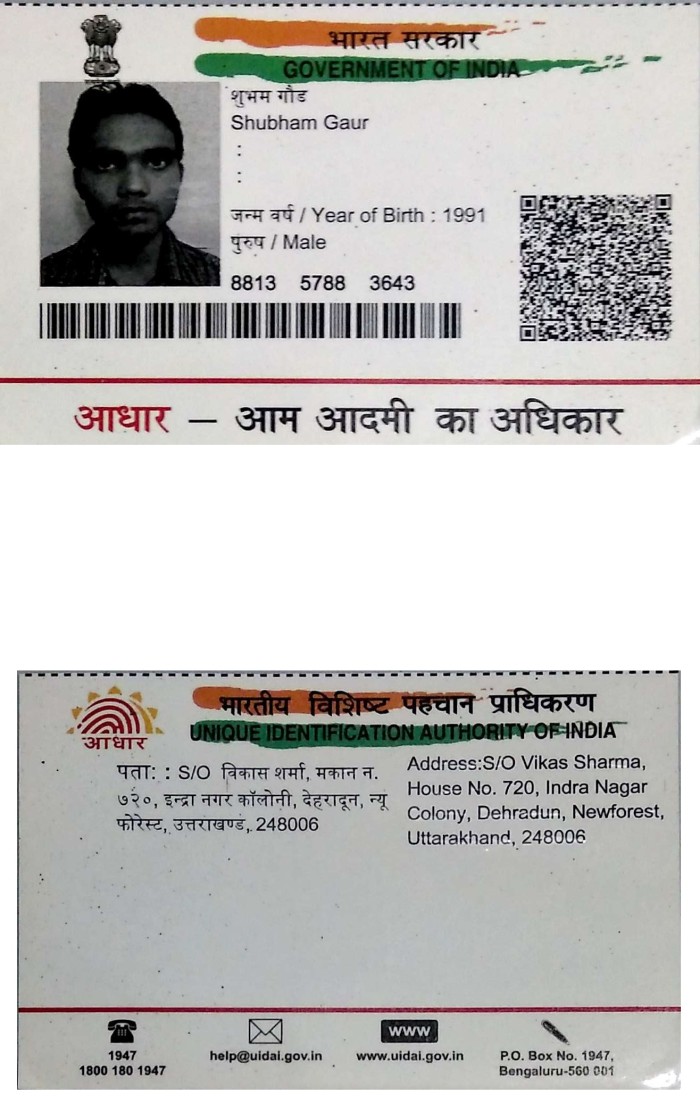 भारत सरकार
GOVERNMENT OF INDIA
शुभम गौड
Shubham Gaur
:
:
जन्म वर्ष / Year of Birth : 1991
पुरुष / Male
8813 5788 3643
आधार – आम आदमी का अधिकार
भारतीय विशिष्ट पहचान प्राधिकरण
UNIQUE IDENTIFICATION AUTHORITY OF INDIA
आधार
पता: : S/O विकास शर्मा, मकान न.
७२०, इन्द्रा नगर कॉलोनी, देहरादून, न्यू
फोरेस्ट, उत्तराखण्ड, 248006
Address:S/O Vikas Sharma,
House No. 720, Indra Nagar
Colony, Dehradun, Newforest,
Uttarakhand, 248006
1947
1800 180 1947
help@uidai.gov.in
www
www.uidai.gov.in
P.O. Box No. 1947,
Bengaluru-560 001